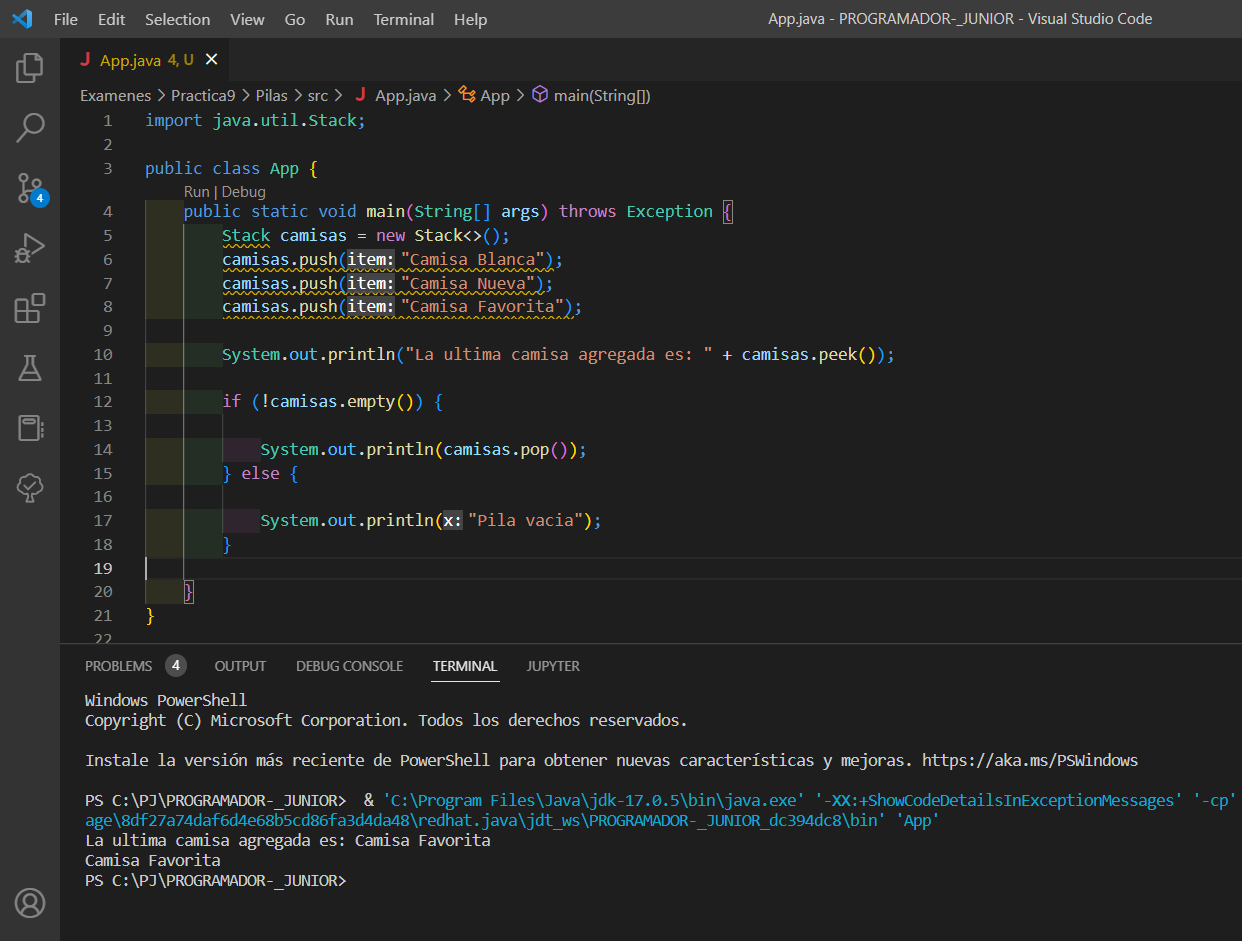 File Edit Selection View Go Run Terminal Help App.java - PROGRAMADOR-_JUNIOR - Visual Studio Code
J App.java 4, U ×
Examenes > Practica9 > Pilas > src > J App.java > App > main(String[])
1 import java.util.Stack;
2
3 public class App {
Run | Debug
4 public static void main(String[] args) throws Exception {
5 Stack camisas = new Stack<>();
6 camisas.push(item: "Camisa Blanca");
7 camisas.push(item: "Camisa Nueva");
8 camisas.push(item: "Camisa Favorita");
9
10 System.out.println("La ultima camisa agregada es: " + camisas.peek());
11
12 if (!camisas.empty()) {
13
14 System.out.println(camisas.pop());
15 } else {
16
17 System.out.println(x: "Pila vacia");
18 }
19
20 }
21 }
22
4
PROBLEMS 4 OUTPUT DEBUG CONSOLE TERMINAL JUPYTER
Windows PowerShell
Copyright (C) Microsoft Corporation. Todos los derechos reservados.
Instale la versión más reciente de PowerShell para obtener nuevas características y mejoras. https://aka.ms/PSWindows
PS C:\PJ\PROGRAMADOR-_JUNIOR>  & 'C:\Program Files\Java\jdk-17.0.5\bin\java.exe' '-XX:+ShowCodeDetailsInExceptionMessages' '-cp'
age\8df27a74daf6d4e68b5cd86fa3d4da48\redhat.java\jdt_ws\PROGRAMADOR-_JUNIOR_dc394dc8\bin' 'App'
La ultima camisa agregada es: Camisa Favorita
Camisa Favorita
PS C:\PJ\PROGRAMADOR-_JUNIOR>